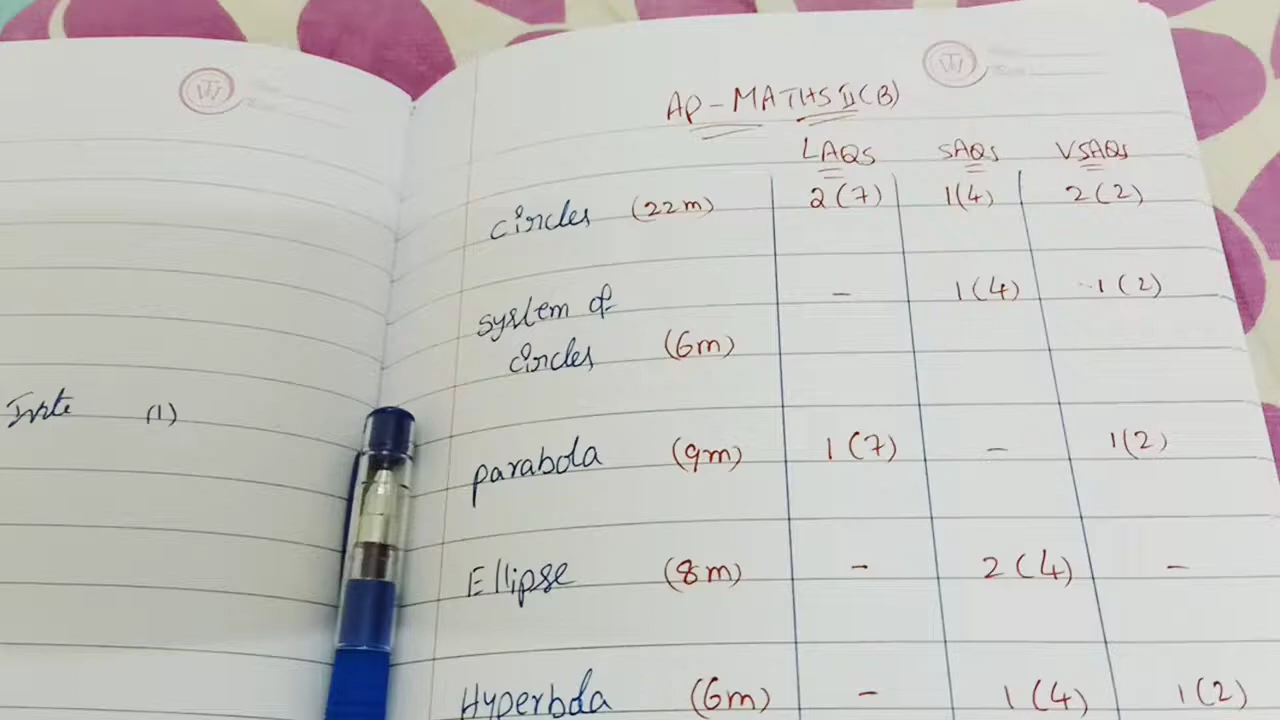 AP-MATHS II(B)
LAQS SAQS VSAQS
circles (22m) 2(7) 1(4) 2(2)
system of - 1(4) 1(2)
circles (6m)
Inte (1)
parabola (9m) 1(7) - 1(2)
Ellipse (8m) - 2(4) -
Hyperbola (6m) - 1(4) 1(2)